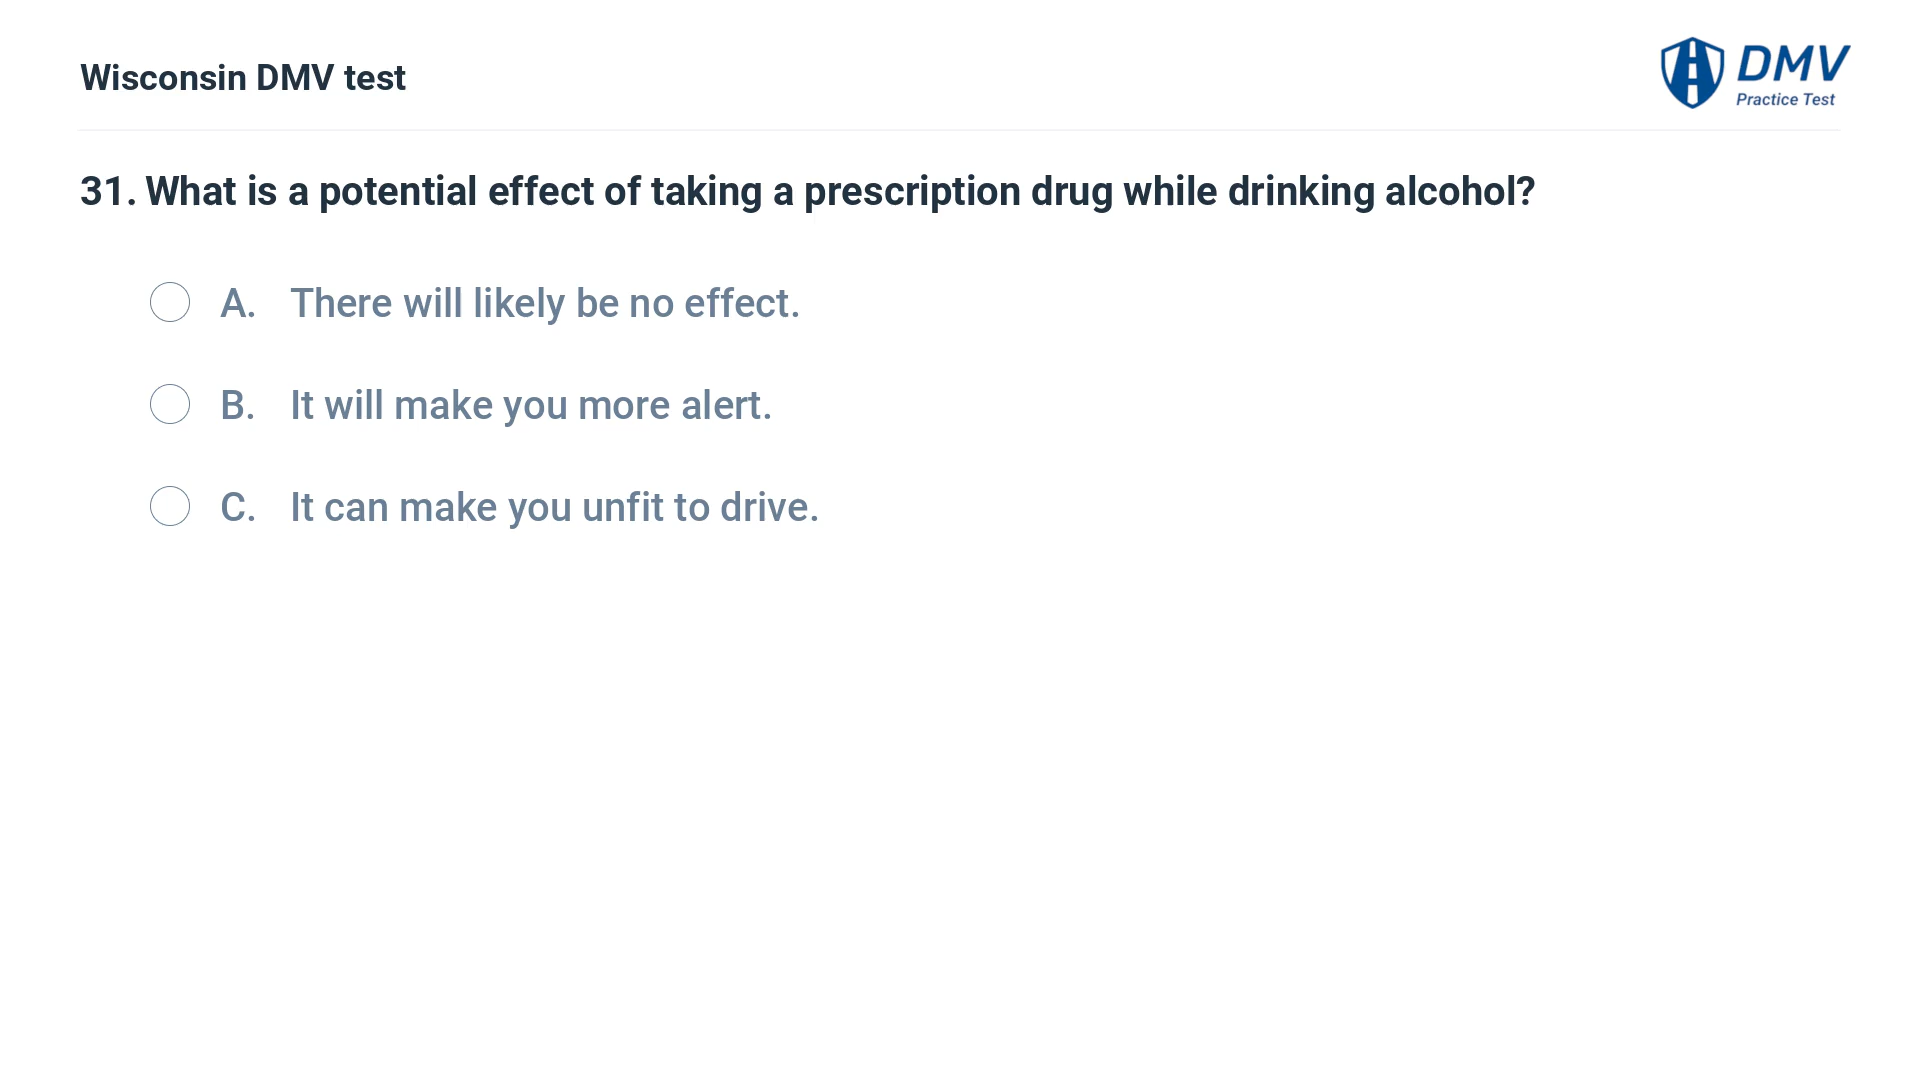 Wisconsin DMV test
DMV
Practice Test
31. What is a potential effect of taking a prescription drug while drinking alcohol?
A. There will likely be no effect.
B. It will make you more alert.
C. It can make you unfit to drive.